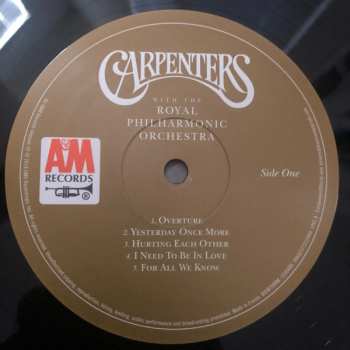 CARPENTERS
WITH THE
ROYAL
PHILHARMONIC
ORCHESTRA
A&M
RECORDS
Side One
1. OVERTURE
2. YESTERDAY ONCE MORE
3. HURTING EACH OTHER
4. I NEED TO BE IN LOVE
5. FOR ALL WE KNOW